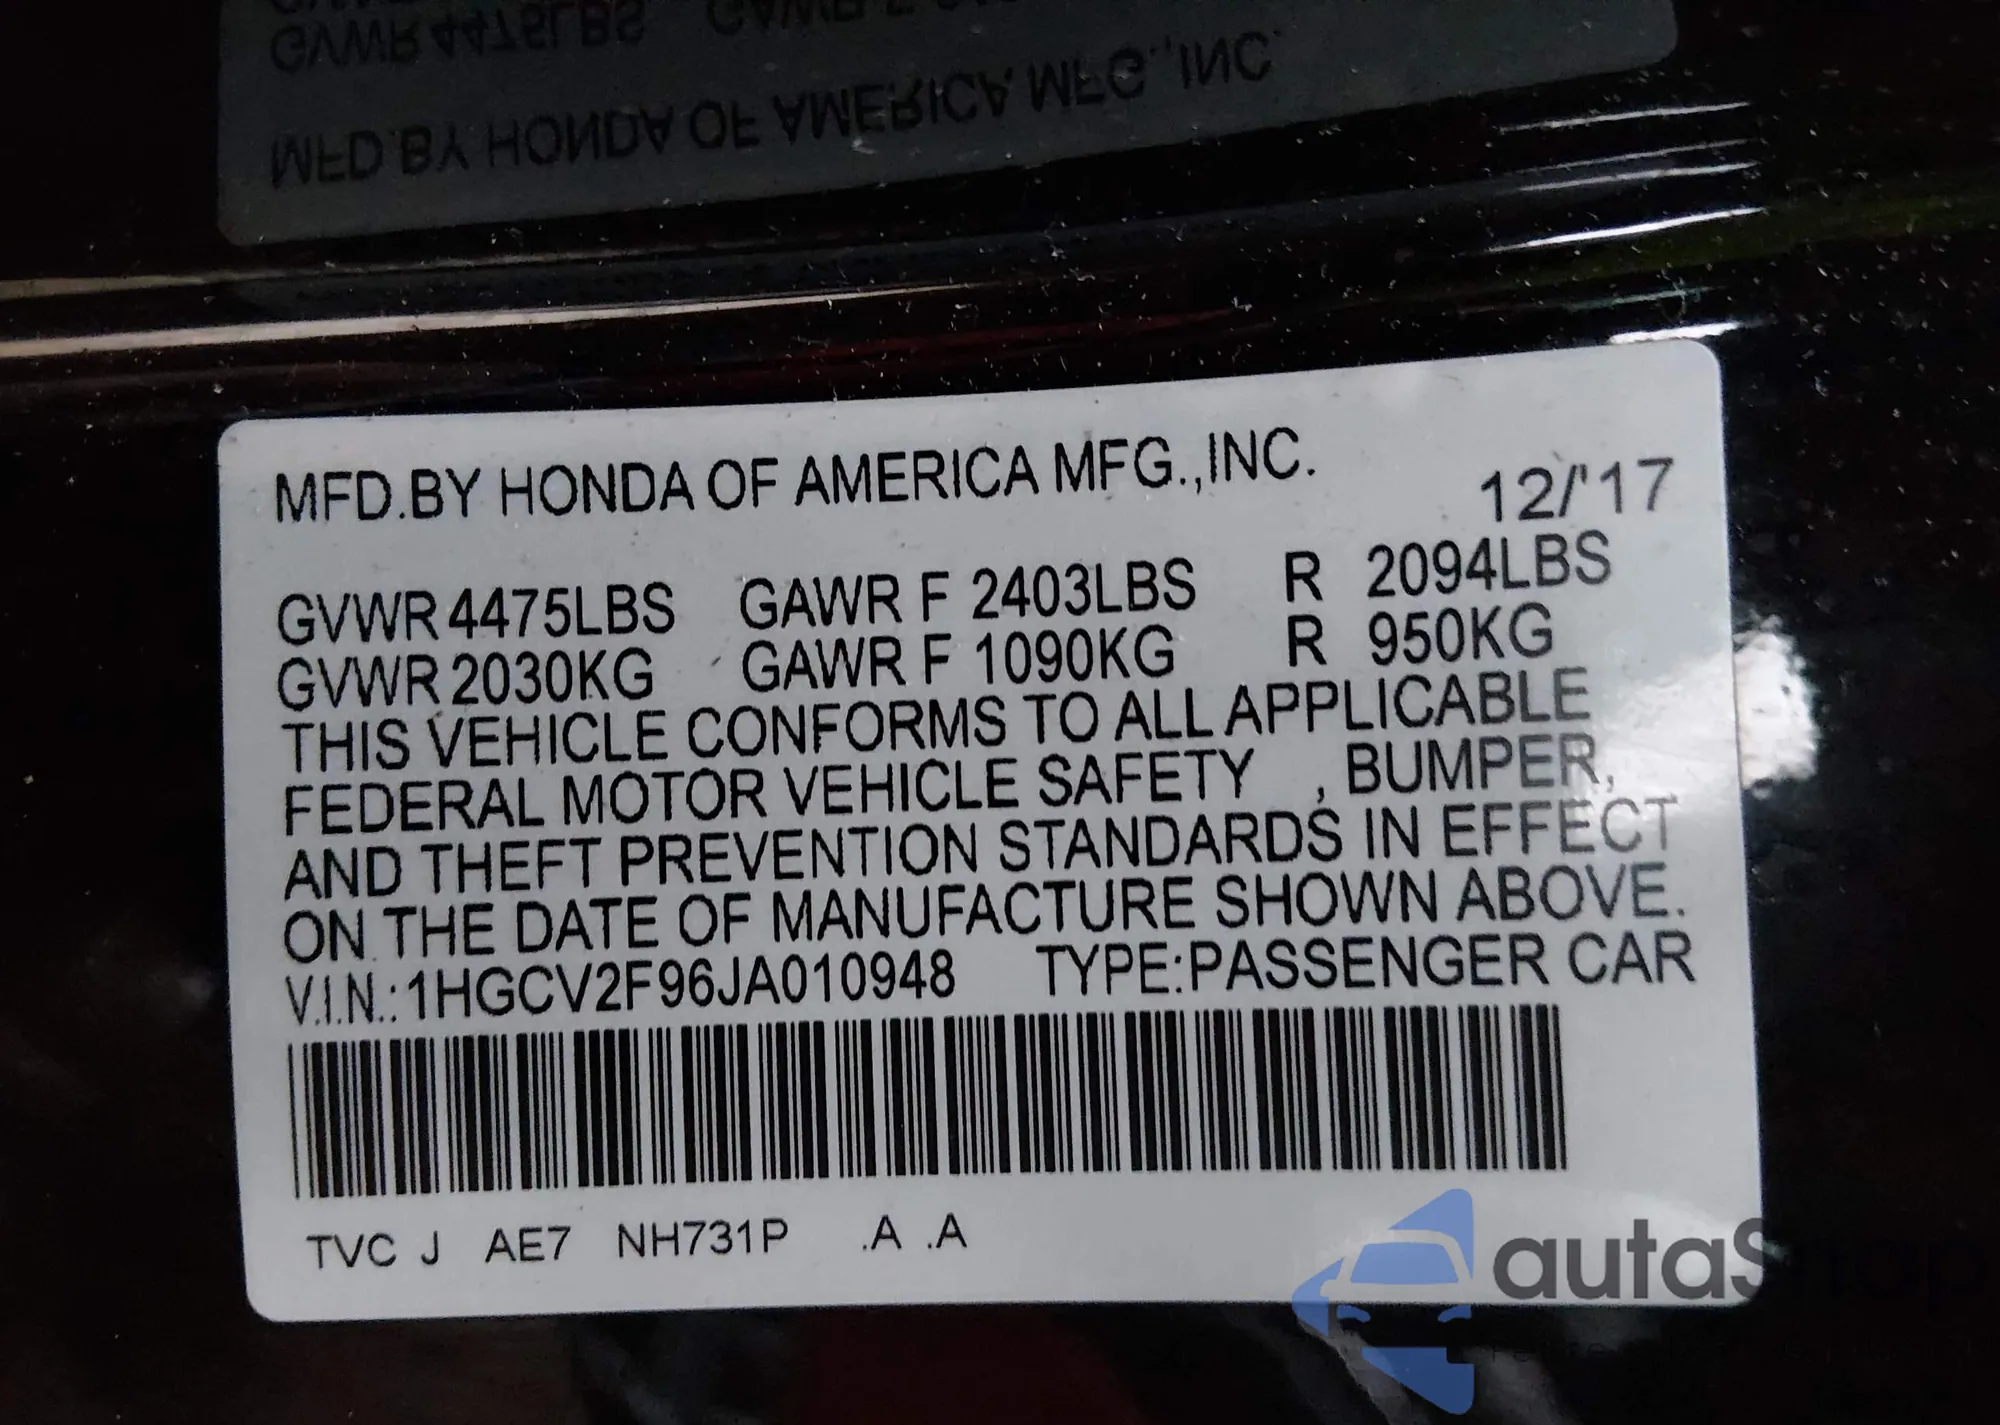 GVWR 4475LBS
MFD.BY HONDA OF AMERICA MFG.,INC.
MFD.BY HONDA OF AMERICA MFG.,INC.
12/'17
GVWR 4475LBS GAWR F 2403LBS R 2094LBS
GVWR 2030KG GAWR F 1090KG R 950KG
THIS VEHICLE CONFORMS TO ALL APPLICABLE
FEDERAL MOTOR VEHICLE SAFETY , BUMPER,
AND THEFT PREVENTION STANDARDS IN EFFECT
ON THE DATE OF MANUFACTURE SHOWN ABOVE.
V.I.N.:1HGCV2F96JA010948 TYPE:PASSENGER CAR
TVC J AE7 NH731P .A .A
autaShop